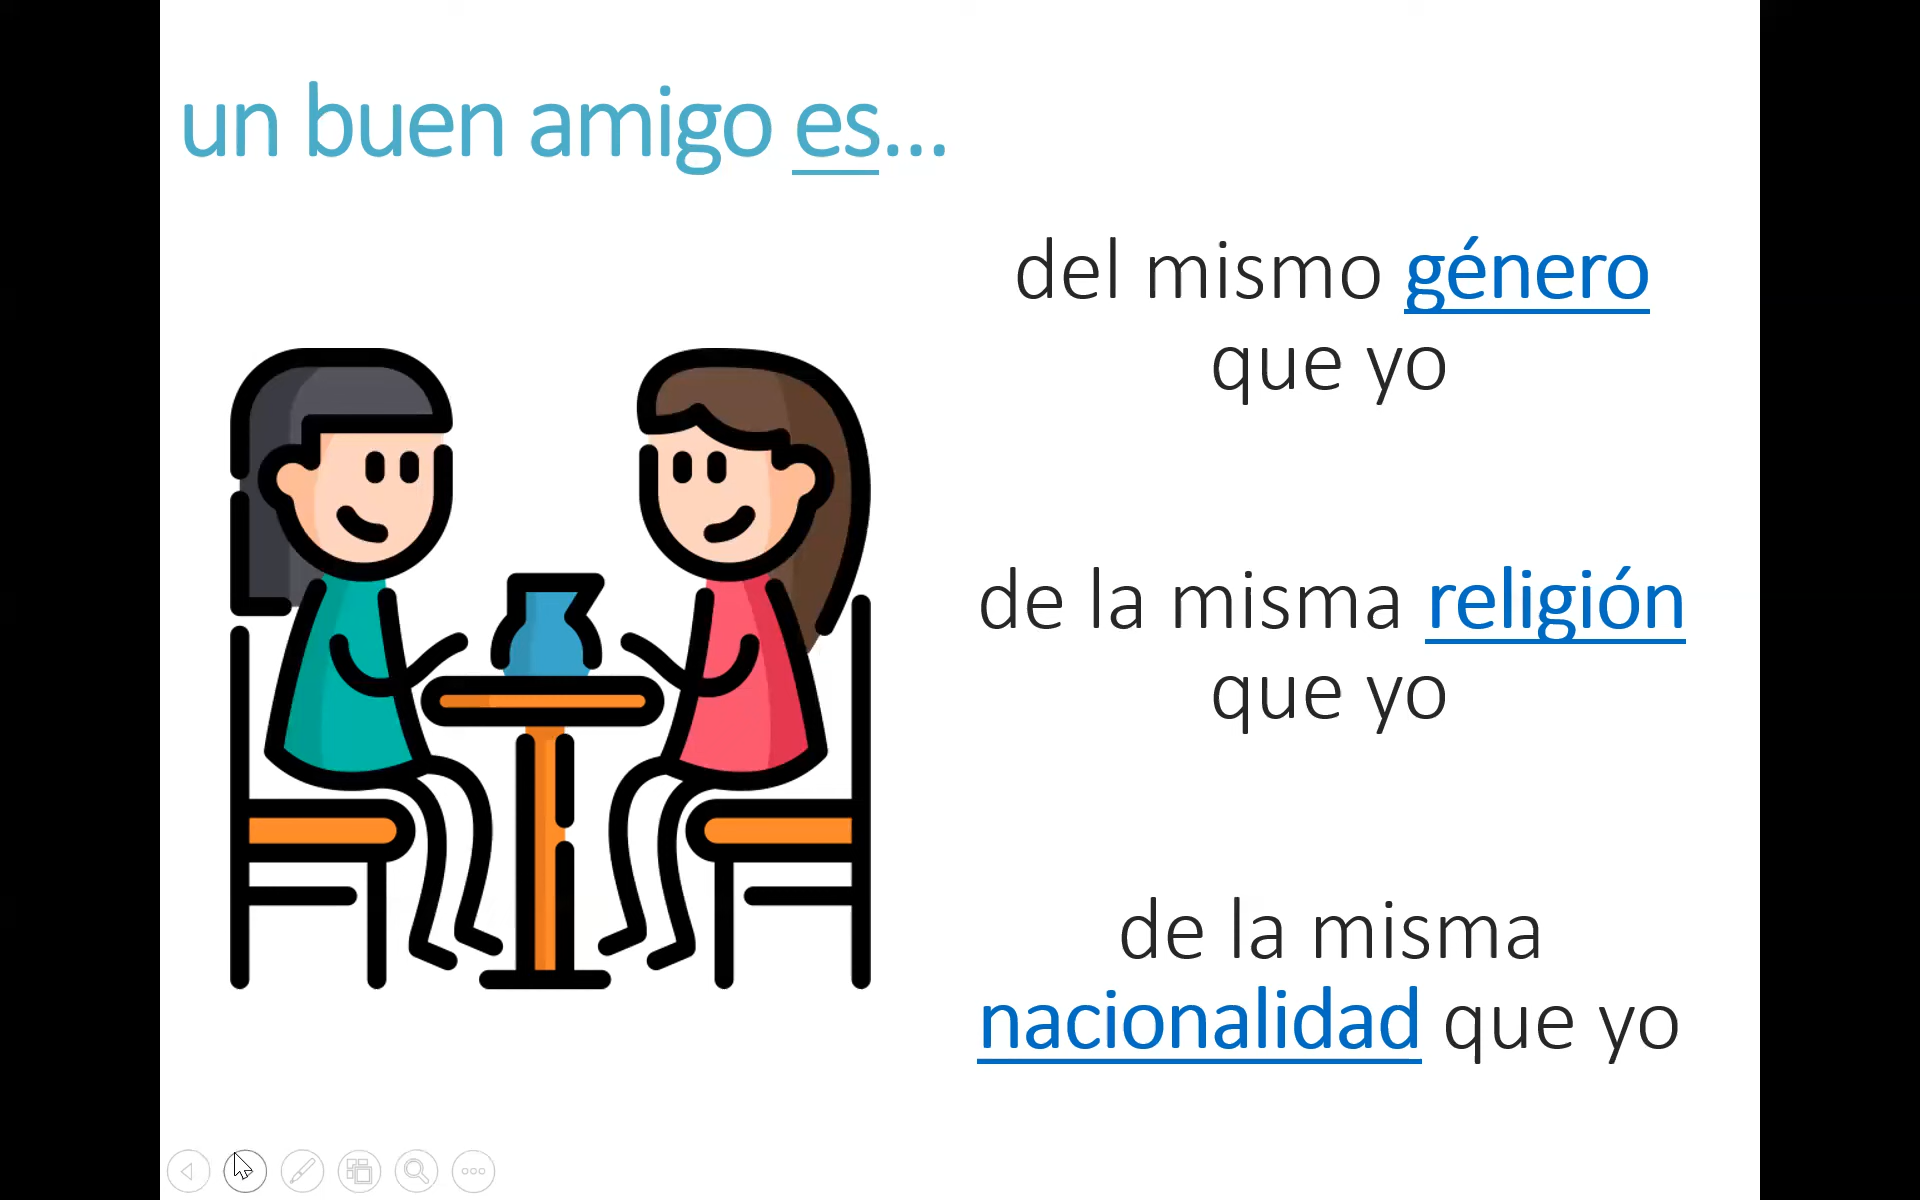 un buen amigo es...
del mismo género
que yo
de la misma religión
que yo
de la misma
nacionalidad que yo